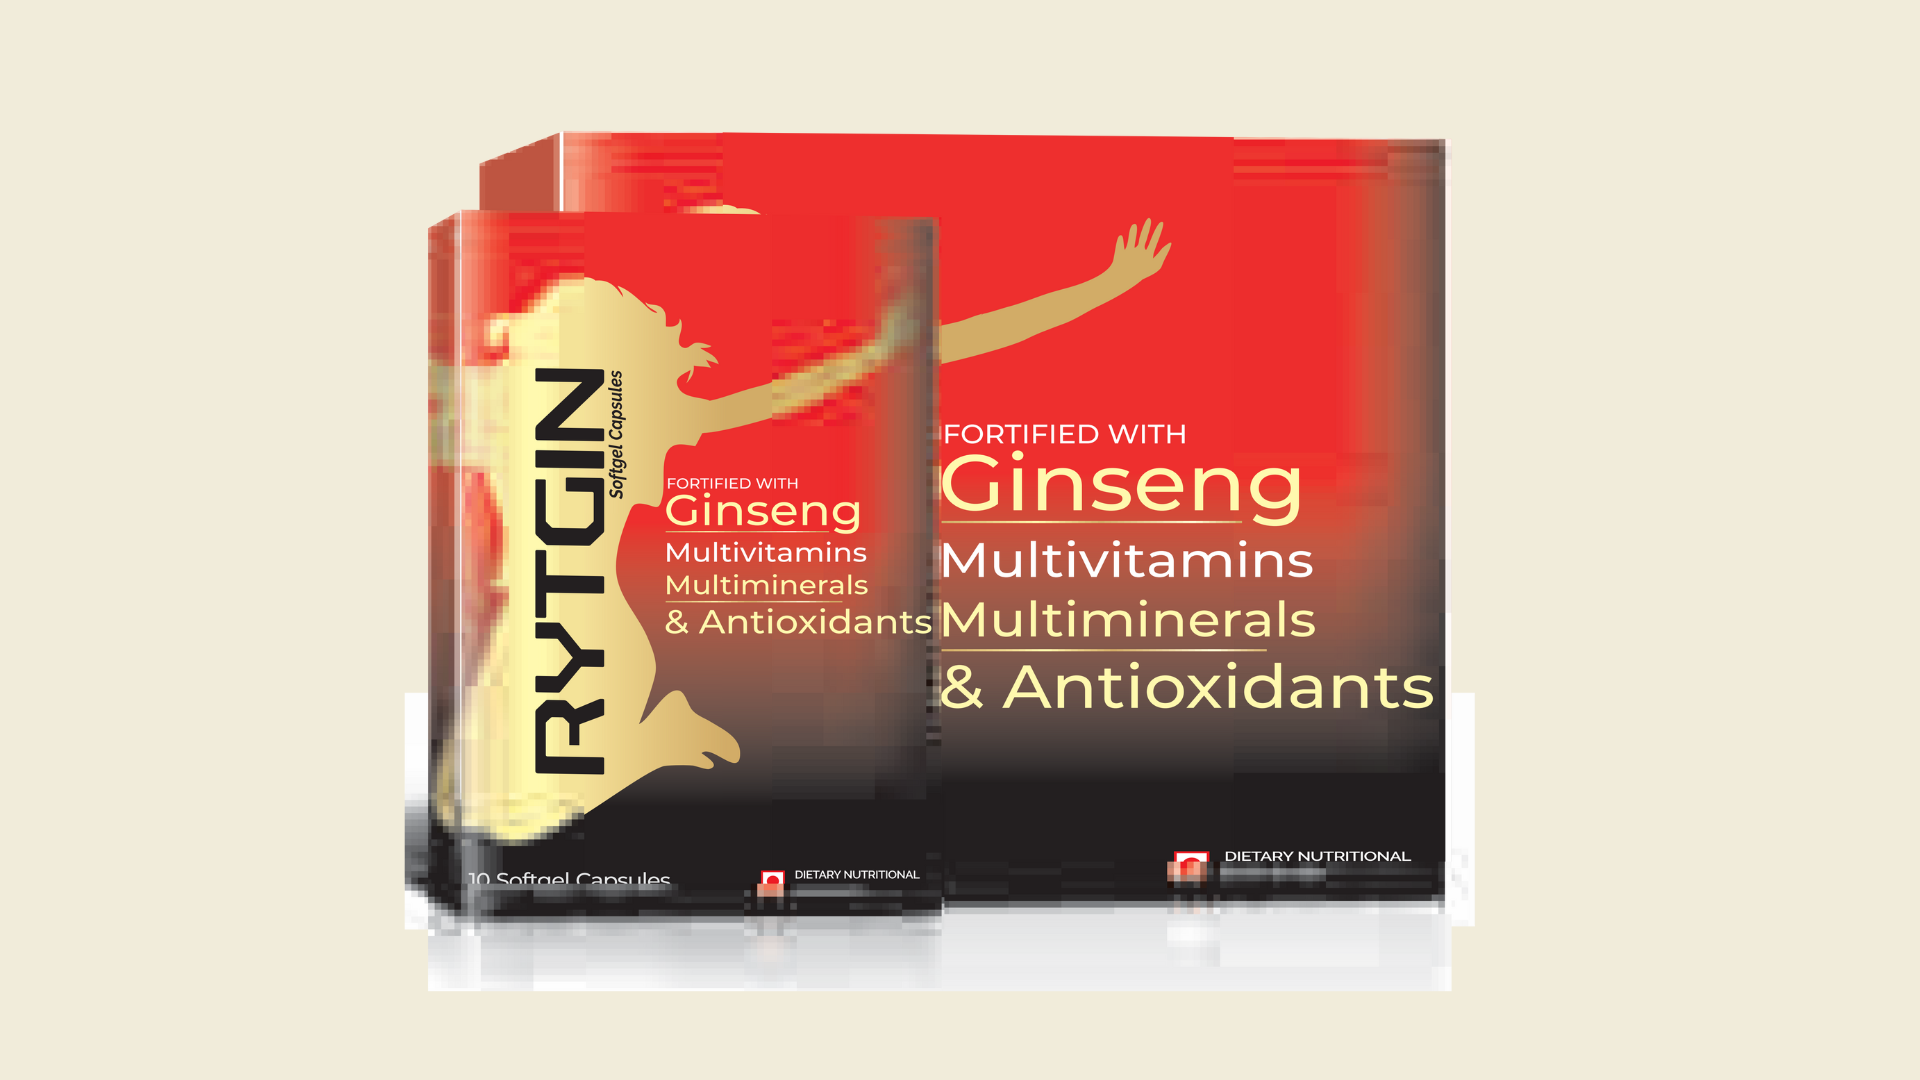 RYTGIN
Softgel Capsules
FORTIFIED WITH
Ginseng
Multivitamins
Multiminerals
& Antioxidants
10 Softgel Capsules
DIETARY NUTRITIONAL
FORTIFIED WITH
Ginseng
Multivitamins
Multiminerals
& Antioxidants
DIETARY NUTRITIONAL